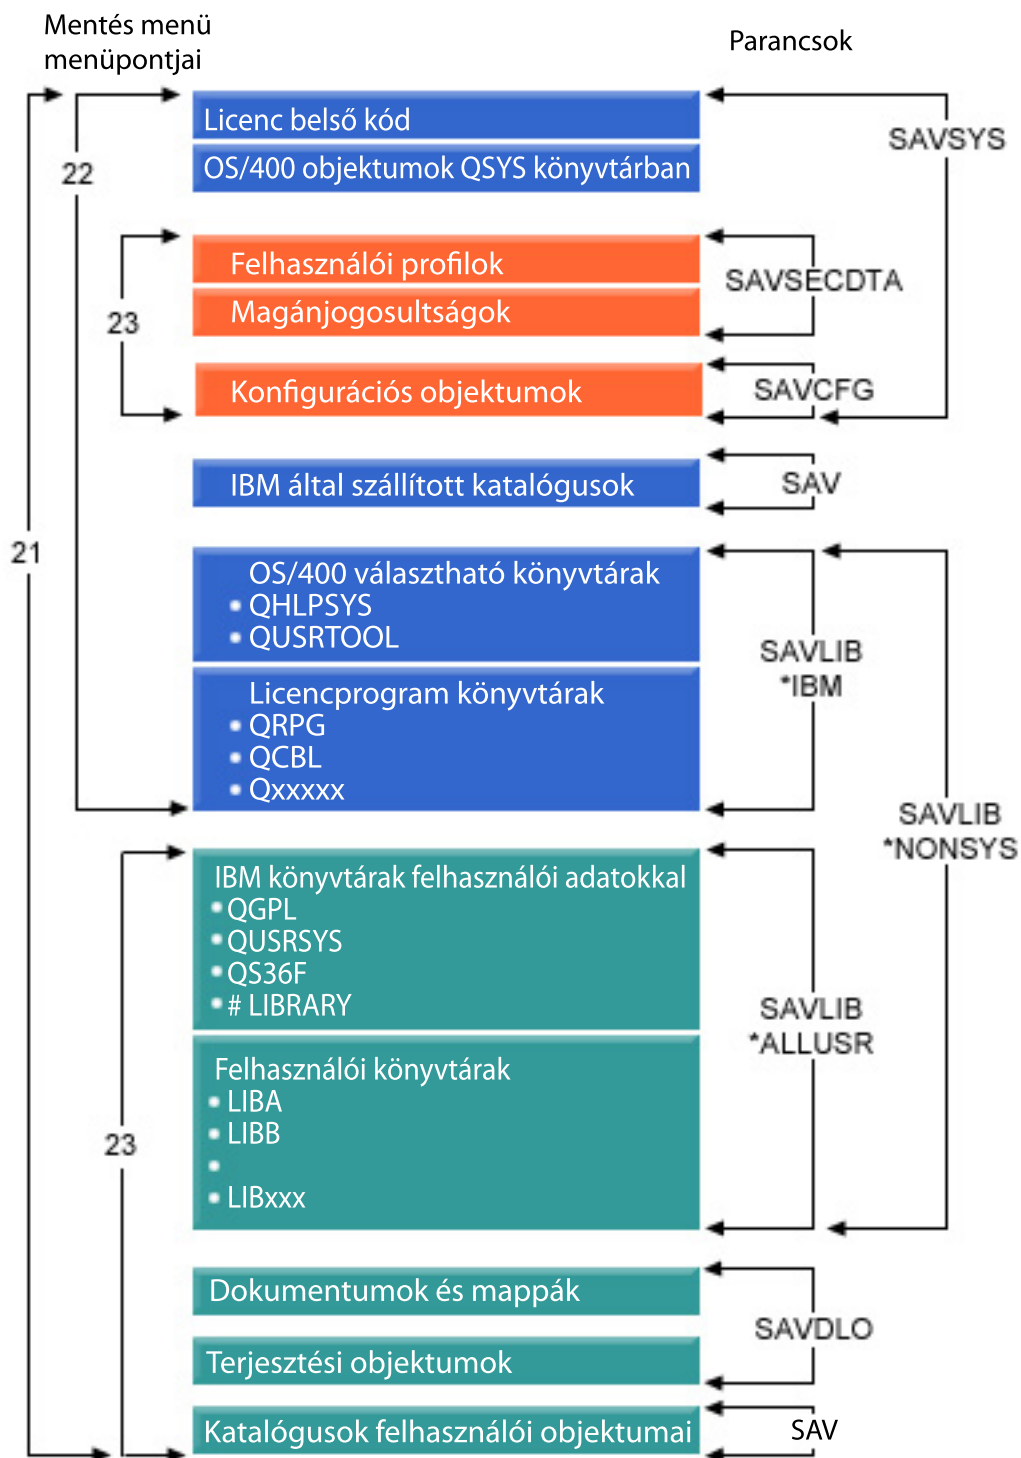 Mentés menü
menüpontjai
Parancsok
Licenc belső kód
OS/400 objektumok QSYS könyvtárban
SAVSYS
22
Felhasználói profilok
Magánjogosultságok
SAVSECDTA
23
Konfigurációs objektumok
SAVCFG
IBM által szállított katalógusok
SAV
21
OS/400 választható könyvtárak
• QHLPSYS
• QUSRTOOL
SAVLIB
*IBM
Licencprogram könyvtárak
• QRPG
• QCBL
• Qxxxxx
SAVLIB
*NONSYS
IBM könyvtárak felhasználói adatokkal
• QGPL
• QUSRSYS
• QS36F
• # LIBRARY
SAVLIB
*ALLUSR
Felhasználói könyvtárak
• LIBA
• LIBB
•
• LIBxxx
23
Dokumentumok és mappák
SAVDLO
Terjesztési objektumok
Katalógusok felhasználói objektumai
SAV